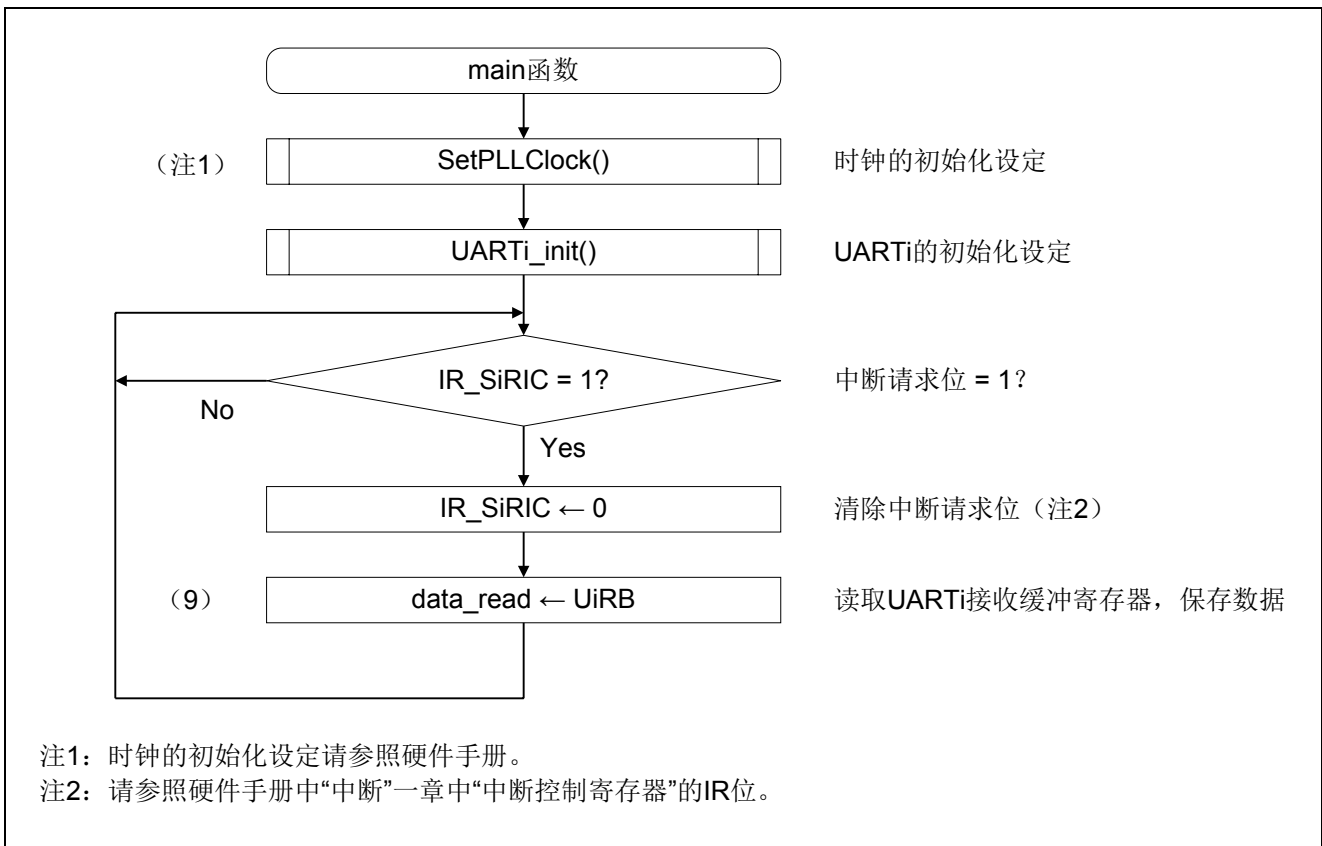 main函数
（注1）
SetPLLClock()
时钟的初始化设定
UARTi_init()
UARTi的初始化设定
IR_SiRIC = 1?
中断请求位 = 1？
No
Yes
IR_SiRIC ← 0
清除中断请求位（注2）
（9）
data_read ← UiRB
读取UARTi接收缓冲寄存器，保存数据
注1：时钟的初始化设定请参照硬件手册。
注2：请参照硬件手册中“中断”一章中“中断控制寄存器”的IR位。